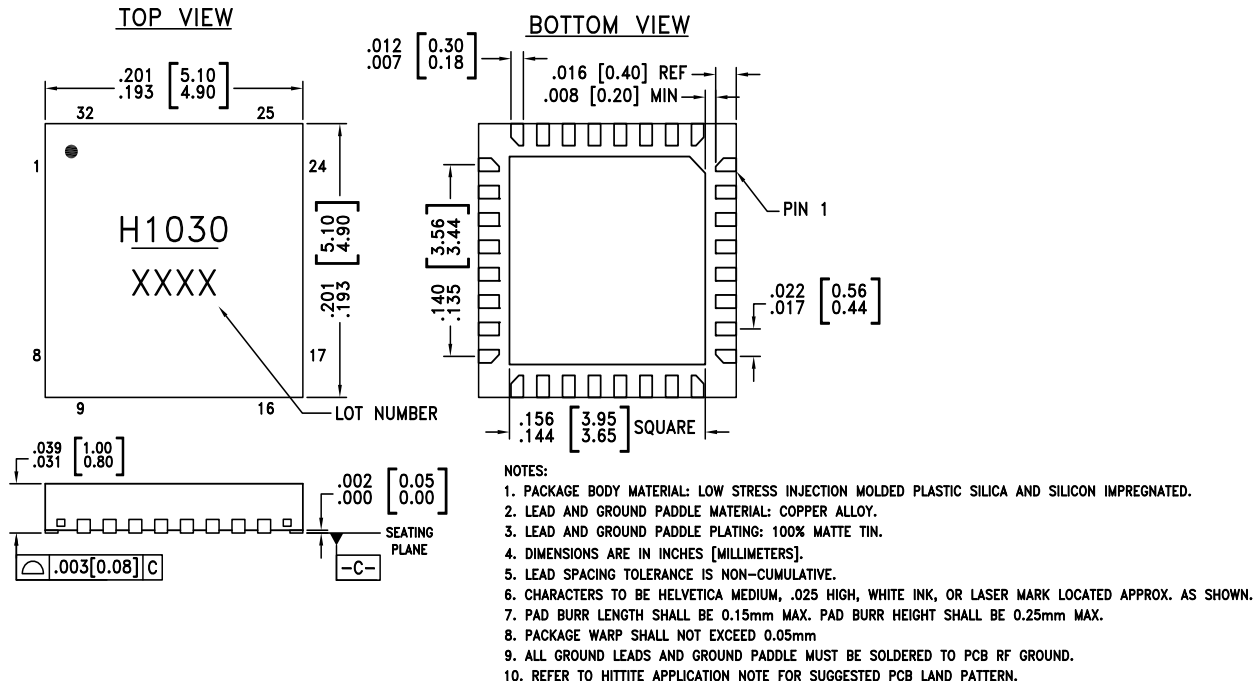 TOP VIEW
.201 [5.10]
.193 [4.90]
32
25
1
24
H1030
XXXX
[5.10]
[4.90]
.201
.193
8
17
9
16
LOT NUMBER
BOTTOM VIEW
.012 [0.30]
.007 [0.18]
.016 [0.40] REF
.008 [0.20] MIN
PIN 1
[3.56]
[3.44]
.140
.135
.022 [0.56]
.017 [0.44]
.156 [3.95] SQUARE
.144 [3.65]
.039 [1.00]
.031 [0.80]
.002 [0.05]
.000 [0.00]
SEATING
PLANE
.003[0.08] C
-C-
NOTES:
1. PACKAGE BODY MATERIAL: LOW STRESS INJECTION MOLDED PLASTIC SILICA AND SILICON IMPREGNATED.
2. LEAD AND GROUND PADDLE MATERIAL: COPPER ALLOY.
3. LEAD AND GROUND PADDLE PLATING: 100% MATTE TIN.
4. DIMENSIONS ARE IN INCHES [MILLIMETERS].
5. LEAD SPACING TOLERANCE IS NON-CUMULATIVE.
6. CHARACTERS TO BE HELVETICA MEDIUM, .025 HIGH, WHITE INK, OR LASER MARK LOCATED APPROX. AS SHOWN.
7. PAD BURR LENGTH SHALL BE 0.15mm MAX. PAD BURR HEIGHT SHALL BE 0.25mm MAX.
8. PACKAGE WARP SHALL NOT EXCEED 0.05mm
9. ALL GROUND LEADS AND GROUND PADDLE MUST BE SOLDERED TO PCB RF GROUND.
10. REFER TO HITTITE APPLICATION NOTE FOR SUGGESTED PCB LAND PATTERN.